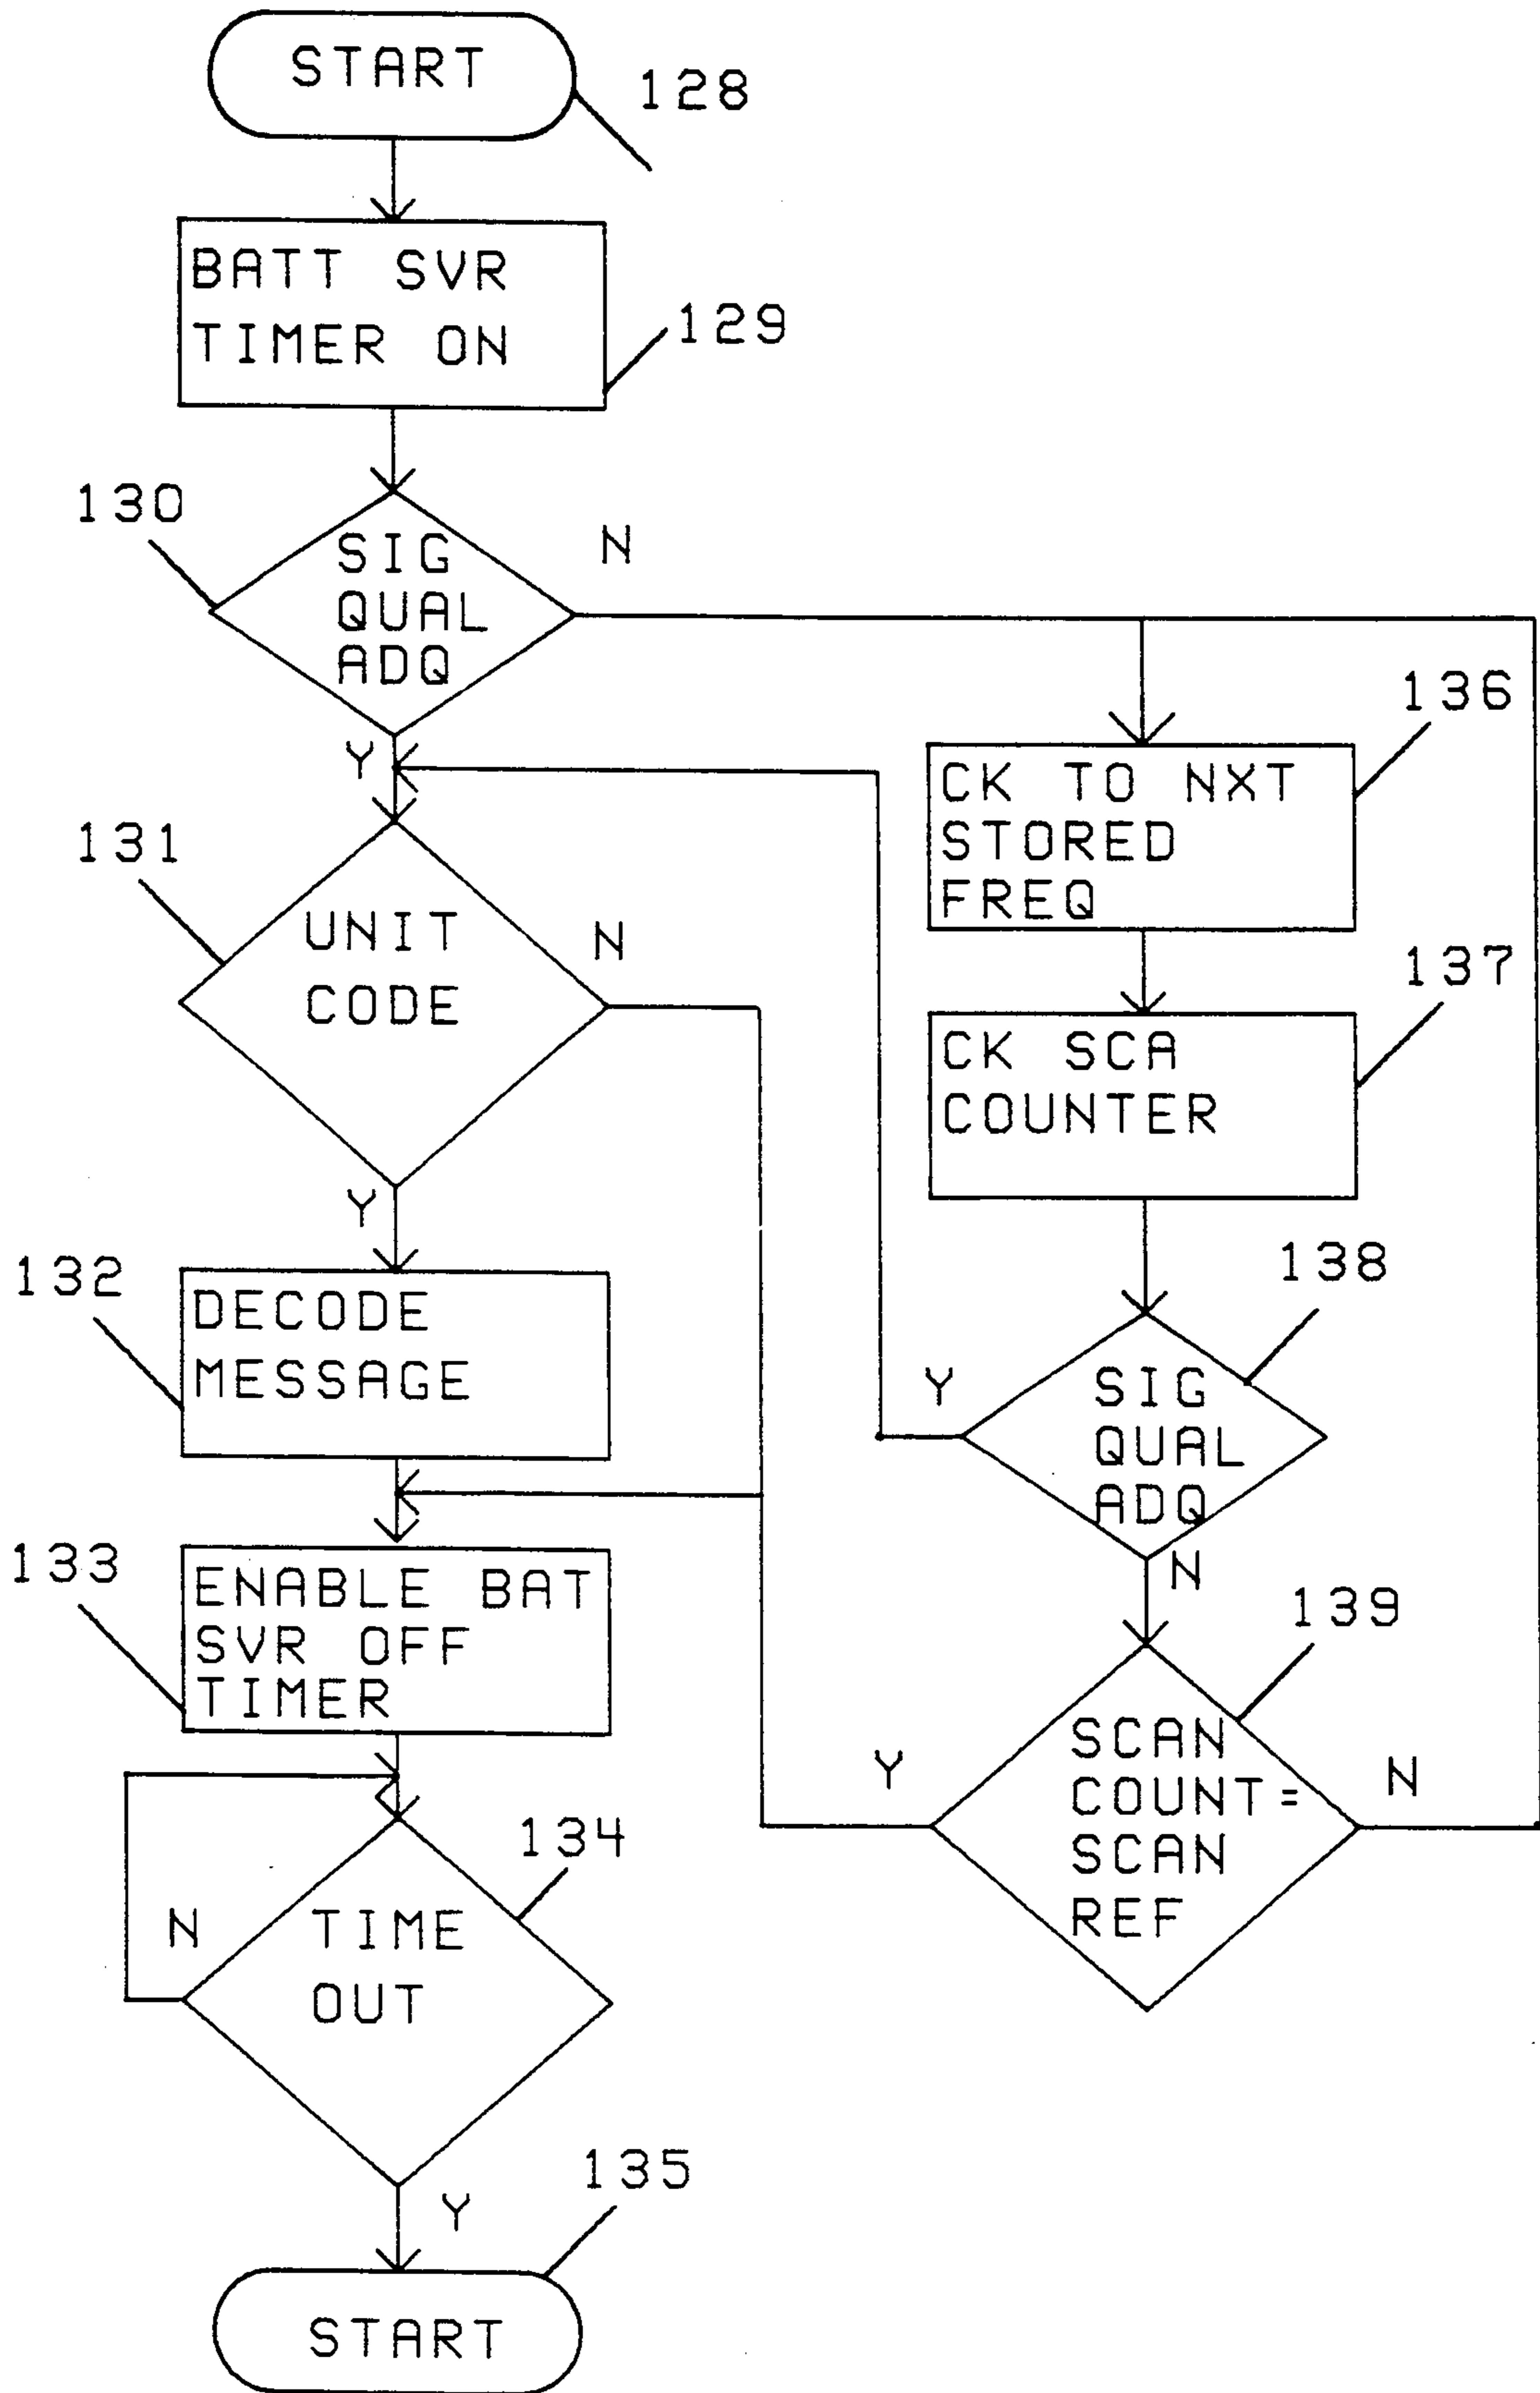 START
128
BATT SVR
TIMER ON
129
130
SIG
QUAL
ADQ
N
Y
131
UNIT
CODE
N
Y
132
DECODE
MESSAGE
133
ENABLE BAT
SVR OFF
TIMER
134
TIME
OUT
N
Y
135
START
136
CK TO NXT
STORED
FREQ
137
CK SCA
COUNTER
138
SIG
QUAL
ADQ
Y
N
139
SCAN
COUNT=
SCAN
REF
Y
N